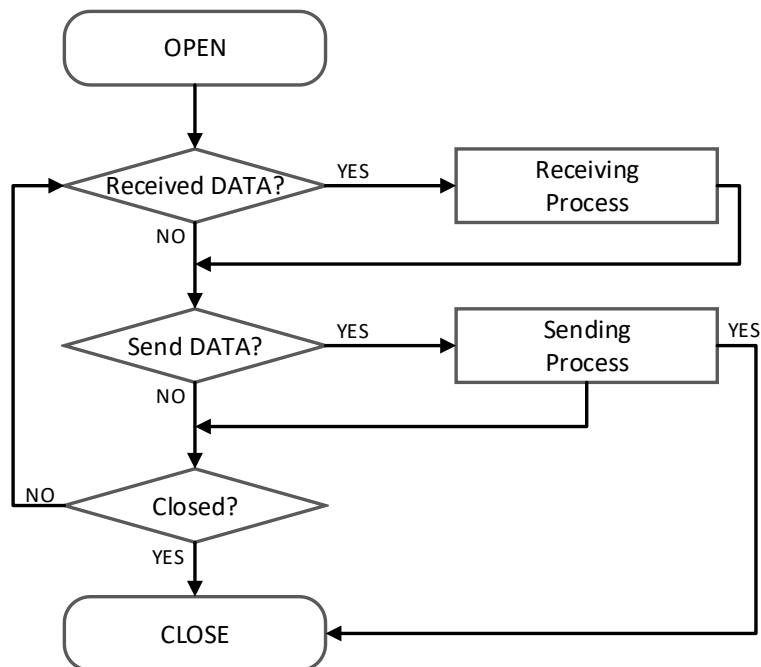 OPEN
Received DATA?
YES
Receiving
Process
NO
Send DATA?
YES
Sending
Process
YES
NO
Closed?
NO
YES
CLOSE